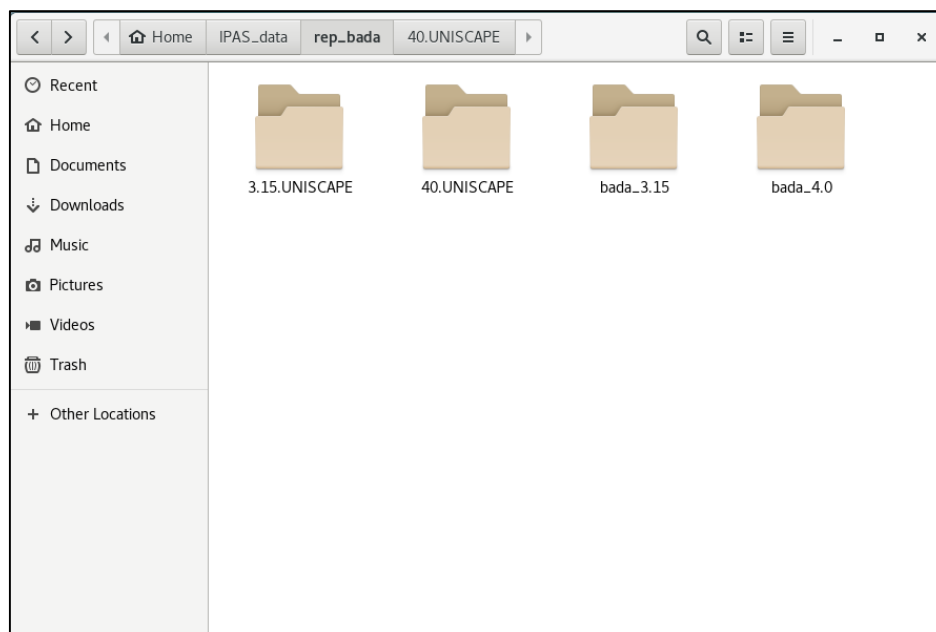 Home IPAS_data rep_bada 40.UNISCAPE
Recent
Home
Documents
Downloads
Music
Pictures
Videos
Trash
Other Locations
3.15.UNISCAPE 40.UNISCAPE bada_3.15 bada_4.0